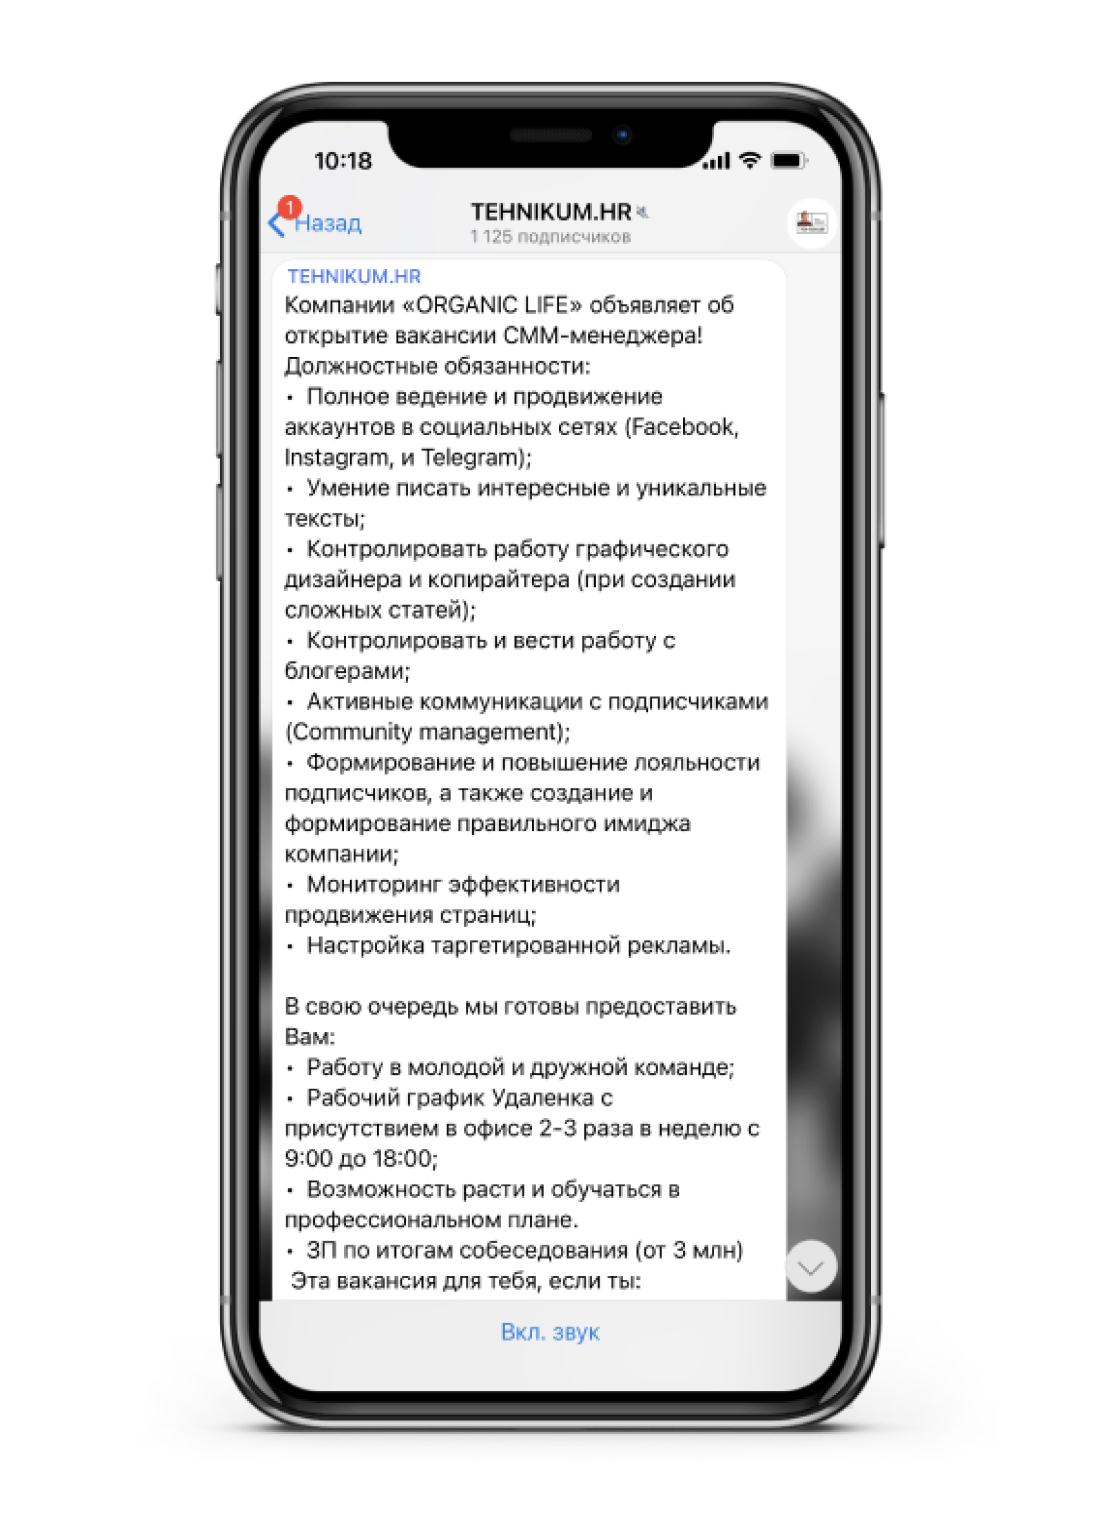 10:18
1
Назад
TEHNIKUM.HR
1 125 подписчиков
TEHNIKUM.HR
Компании «ORGANIC LIFE» объявляет об
открытие вакансии СММ-менеджера!
Должностные обязанности:
• Полное ведение и продвижение
аккаунтов в социальных сетях (Facebook,
Instagram, и Telegram);
• Умение писать интересные и уникальные
тексты;
• Контролировать работу графического
дизайнера и копирайтера (при создании
сложных статей);
• Контролировать и вести работу с
блогерами;
• Активные коммуникации с подписчиками
(Community management);
• Формирование и повышение лояльности
подписчиков, а также создание и
формирование правильного имиджа
компании;
• Мониторинг эффективности
продвижения страниц;
• Настройка таргетированной рекламы.
В свою очередь мы готовы предоставить
Вам:
• Работу в молодой и дружной команде;
• Рабочий график Удаленка с
присутствием в офисе 2-3 раза в неделю с
9:00 до 18:00;
• Возможность расти и обучаться в
профессиональном плане.
• ЗП по итогам собеседования (от 3 млн)
Эта вакансия для тебя, если ты:
Вкл. звук